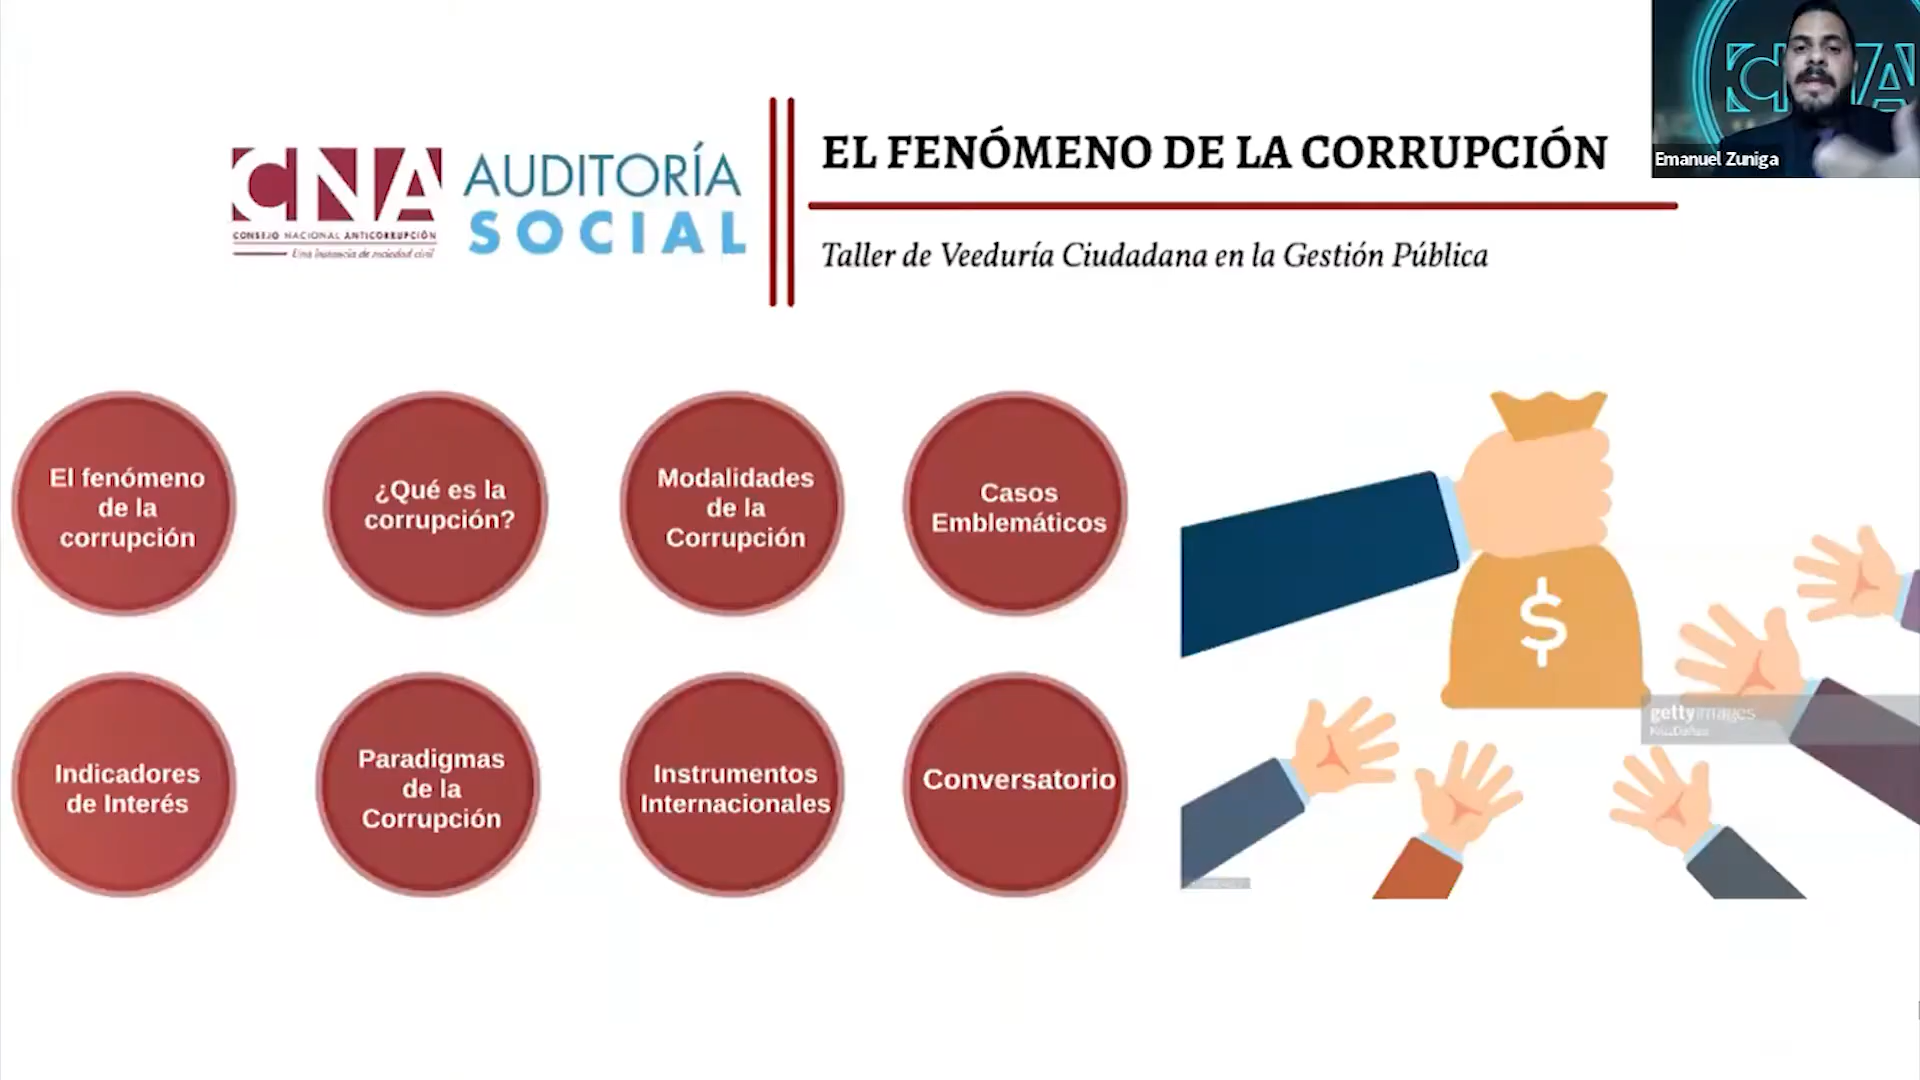 CNA
CONSEJO NACIONAL ANTICORRUPCIÓN
Una instancia de sociedad civil
AUDITORÍA
SOCIAL
EL FENÓMENO DE LA CORRUPCIÓN
Taller de Veeduría Ciudadana en la Gestión Pública
CNA
Emanuel Zuniga
El fenómeno
de la
corrupción
¿Qué es la
corrupción?
Modalidades
de la
Corrupción
Casos
Emblemáticos
Indicadores
de Interés
Paradigmas
de la
Corrupción
Instrumentos
Internacionales
Conversatorio
$
gettyimages